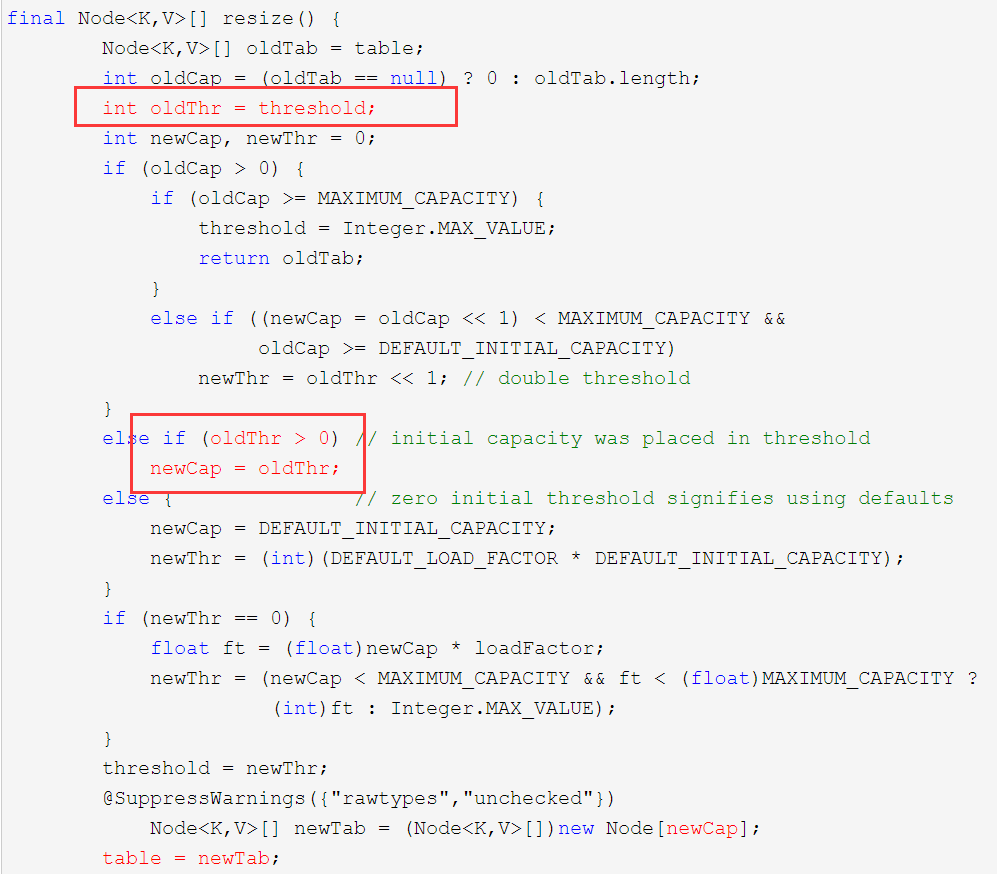 final Node<K,V>[] resize() {
        Node<K,V>[] oldTab = table;
        int oldCap = (oldTab == null) ? 0 : oldTab.length;
        int oldThr = threshold;
        int newCap, newThr = 0;
        if (oldCap > 0) {
            if (oldCap >= MAXIMUM_CAPACITY) {
                threshold = Integer.MAX_VALUE;
                return oldTab;
            }
            else if ((newCap = oldCap << 1) < MAXIMUM_CAPACITY &&
                     oldCap >= DEFAULT_INITIAL_CAPACITY)
                newThr = oldThr << 1; // double threshold
        }
        else if (oldThr > 0) // initial capacity was placed in threshold
            newCap = oldThr;
        else {               // zero initial threshold signifies using defaults
            newCap = DEFAULT_INITIAL_CAPACITY;
            newThr = (int)(DEFAULT_LOAD_FACTOR * DEFAULT_INITIAL_CAPACITY);
        }
        if (newThr == 0) {
            float ft = (float)newCap * loadFactor;
            newThr = (newCap < MAXIMUM_CAPACITY && ft < (float)MAXIMUM_CAPACITY ?
                      (int)ft : Integer.MAX_VALUE);
        }
        threshold = newThr;
        @SuppressWarnings({"rawtypes","unchecked"})
            Node<K,V>[] newTab = (Node<K,V>[])new Node[newCap];
        table = newTab;